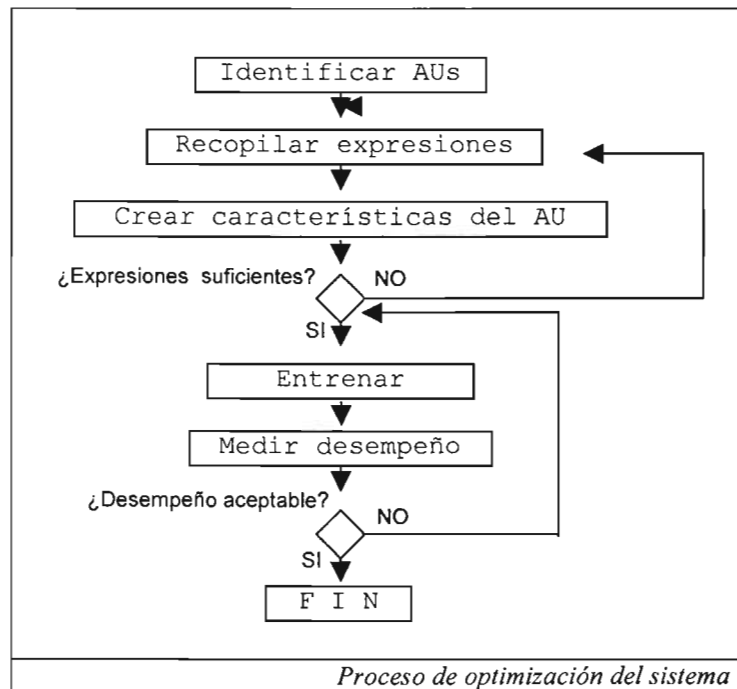 Identificar AUs
Recopilar expresiones
Crear características del AU
¿Expresiones suficientes?
NO
SI
Entrenar
Medir desempeño
¿Desempeño aceptable?
NO
SI
F I N
Proceso de optimización del sistema